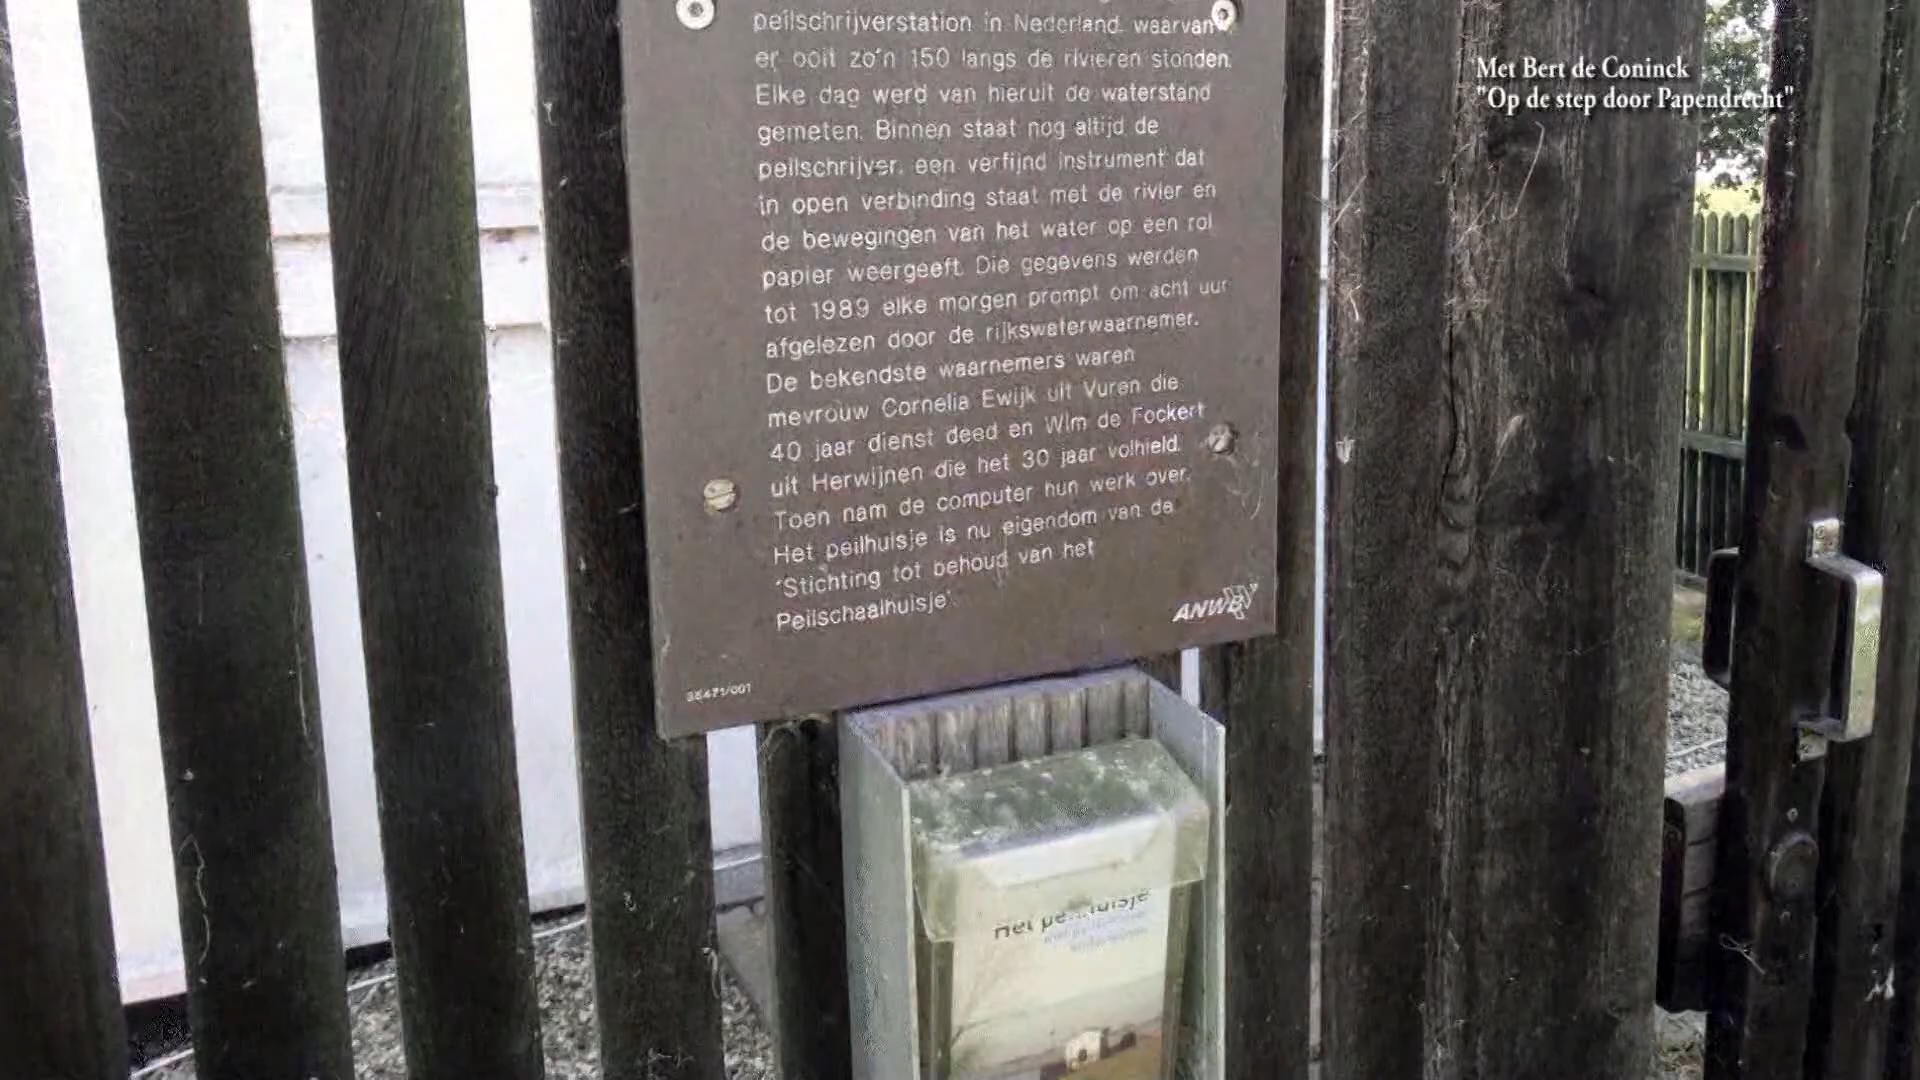 peilschrijverstation in Nederland, waarvan
er ooit zo'n 150 langs de rivieren stonden.
Elke dag werd van hieruit de waterstand
gemeten. Binnen staat nog altijd de
peilschrijver, een verfijnd instrument dat
in open verbinding staat met de rivier en
de bewegingen van het water op een rol
papier weergeeft. Die gegevens werden
tot 1989 elke morgen prompt om acht uur
afgelezen door de rijkswaterwaarnemer.
De bekendste waarnemers waren
mevrouw Cornelia Ewijk uit Vuren die
40 jaar dienst deed en Wim de Fockert
uit Herwijnen die het 30 jaar volhield.
Toen nam de computer hun werk over.
Het peilhuisje is nu eigendom van de
'Stichting tot behoud van het
Peilschaalhuisje'.
ANWB
38471/001
Het peilhuisje
Met Bert de Coninck
"Op de step door Papendrecht"